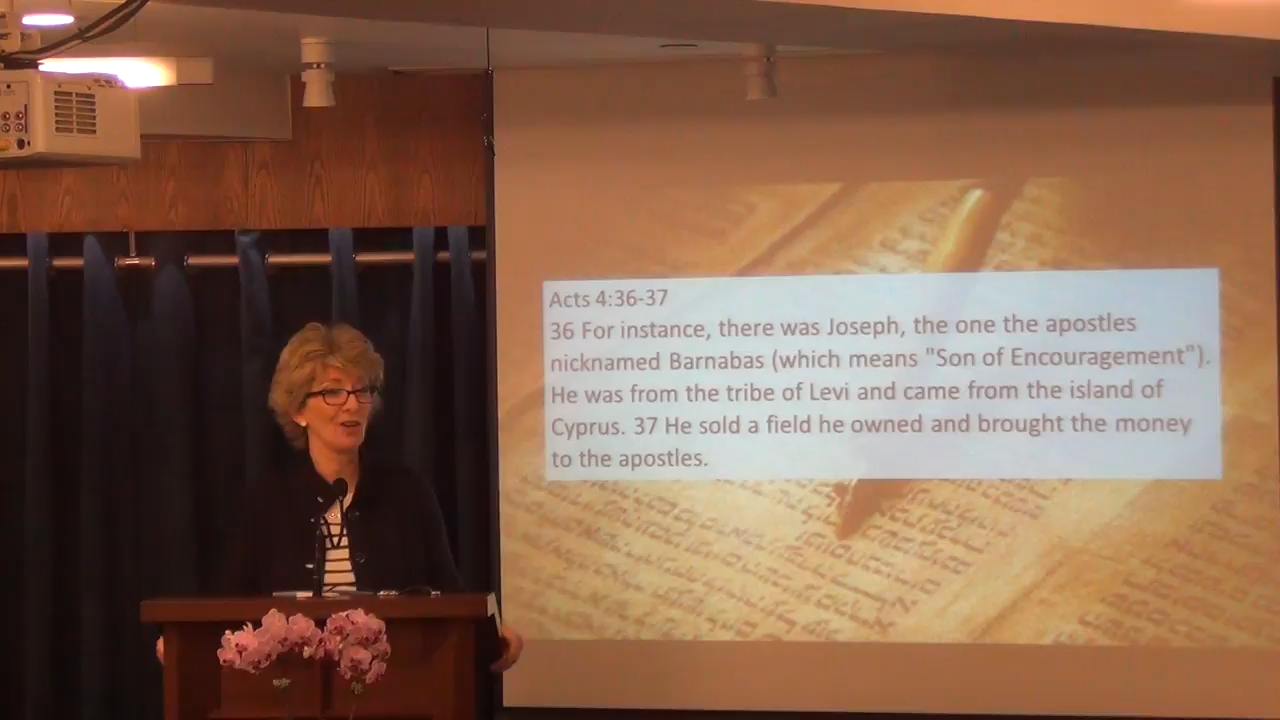 Acts 4:36-37
36 For instance, there was Joseph, the one the apostles
nicknamed Barnabas (which means "Son of Encouragement").
He was from the tribe of Levi and came from the island of
Cyprus. 37 He sold a field he owned and brought the money
to the apostles.